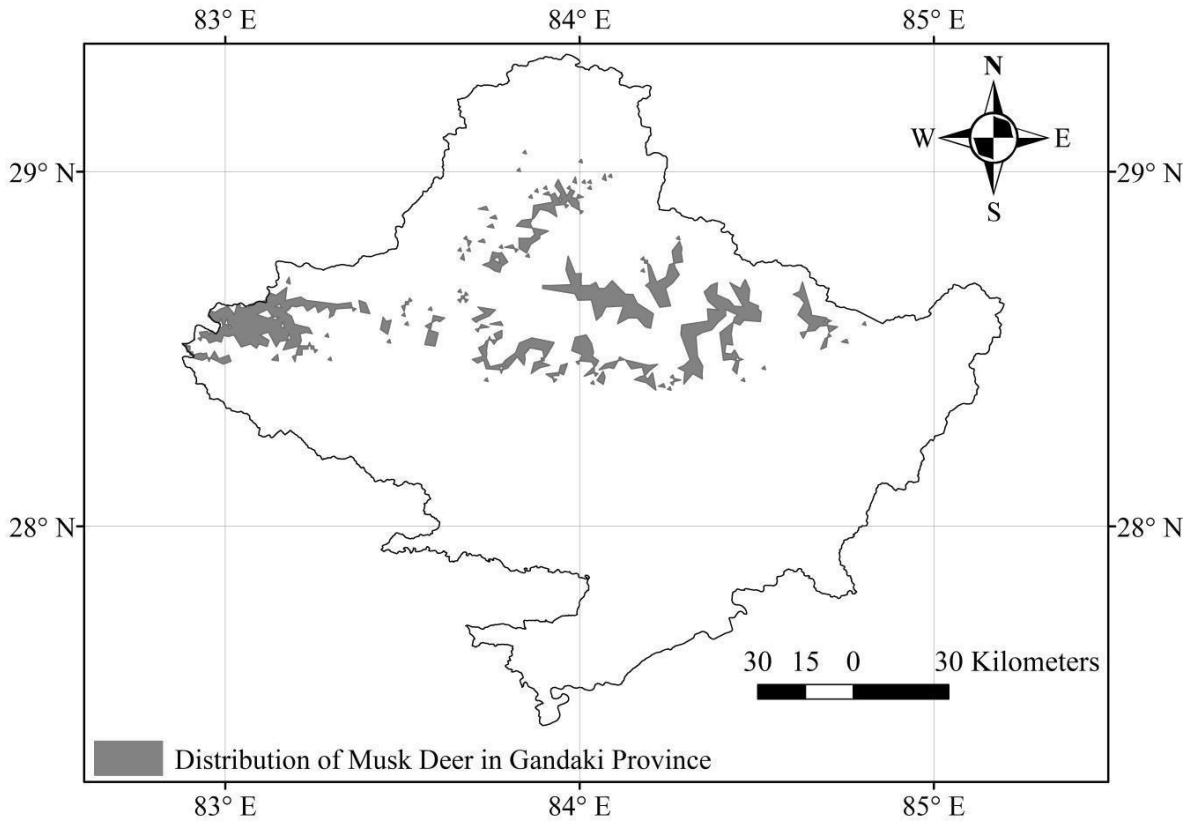 83° E 84° E 85° E
N
W E
S
29° N 29° N
28° N 28° N
30 15 0 30 Kilometers
Distribution of Musk Deer in Gandaki Province
83° E 84° E 85° E